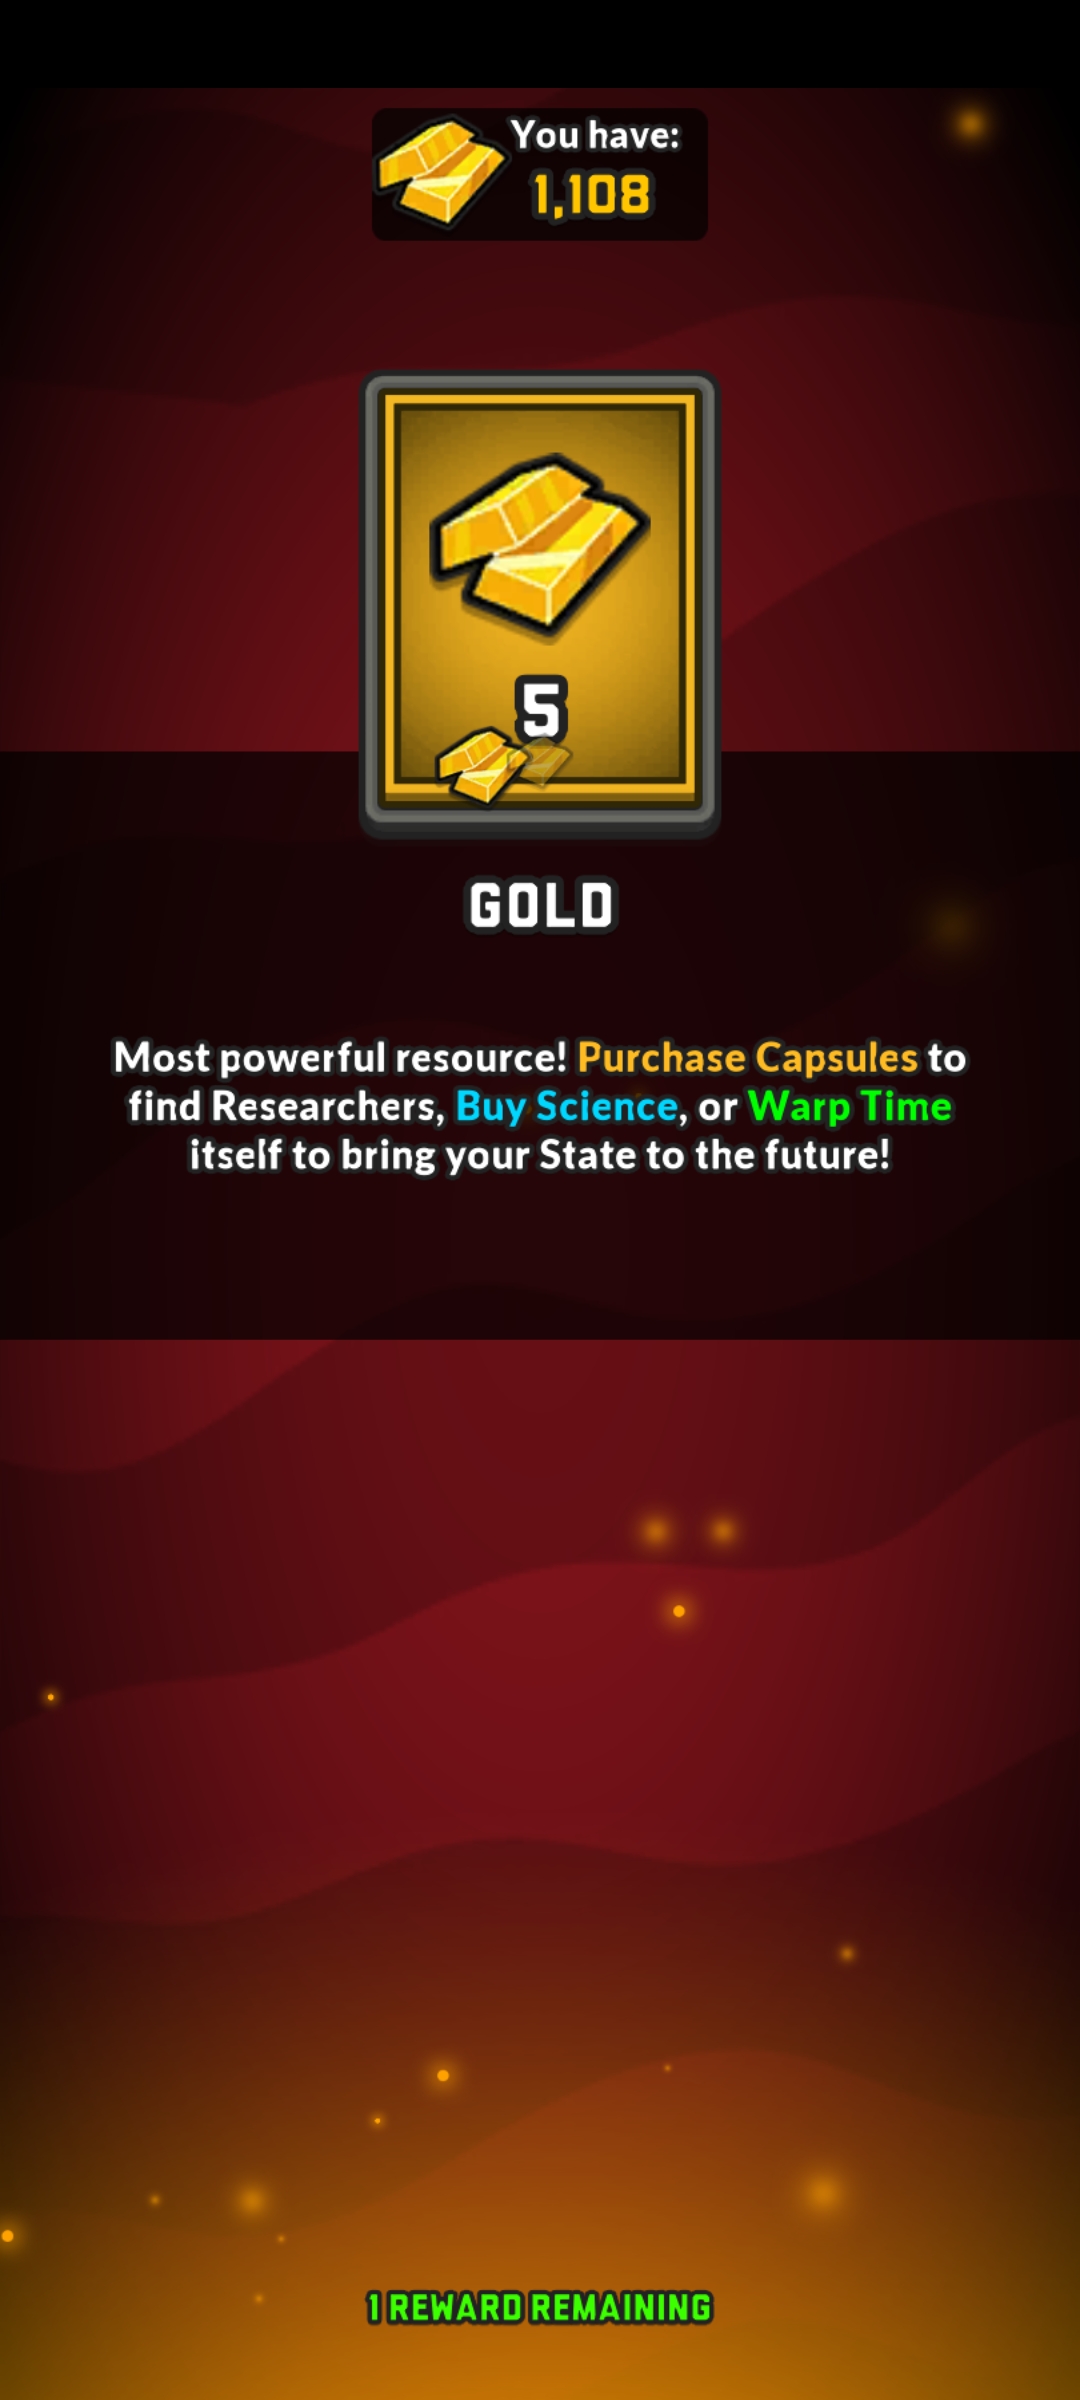 You have:
1,108
5
GOLD
Most powerful resource! Purchase Capsules to
find Researchers, Buy Science, or Warp Time
itself to bring your State to the future!
1 REWARD REMAINING